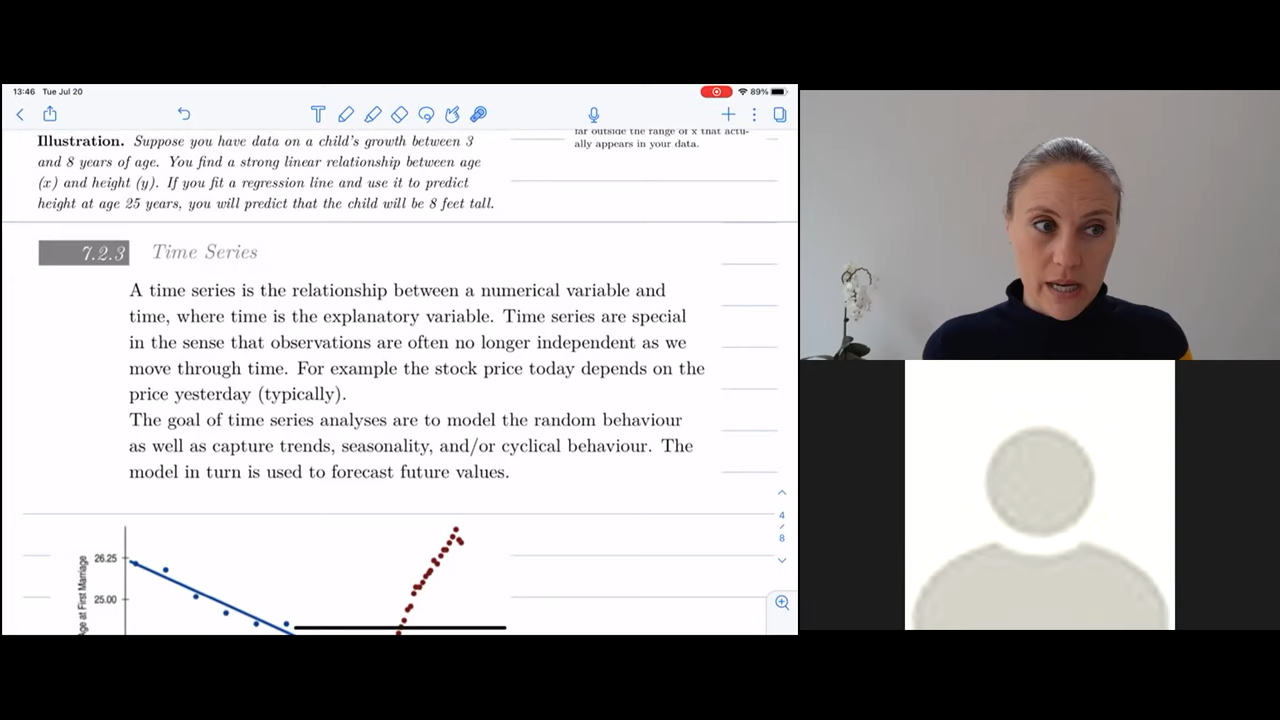 13:46 Tue Jul 20
89%
far outside the range of x that actu-
ally appears in your data.
Illustration. Suppose you have data on a child's growth between 3
and 8 years of age. You find a strong linear relationship between age
(x) and height (y). If you fit a regression line and use it to predict
height at age 25 years, you will predict that the child will be 8 feet tall.
7.2.3 Time Series
A time series is the relationship between a numerical variable and
time, where time is the explanatory variable. Time series are special
in the sense that observations are often no longer independent as we
move through time. For example the stock price today depends on the
price yesterday (typically).
The goal of time series analyses are to model the random behaviour
as well as capture trends, seasonality, and/or cyclical behaviour. The
model in turn is used to forecast future values.
4
/
8
26.25
25.00
Age at First Marriage